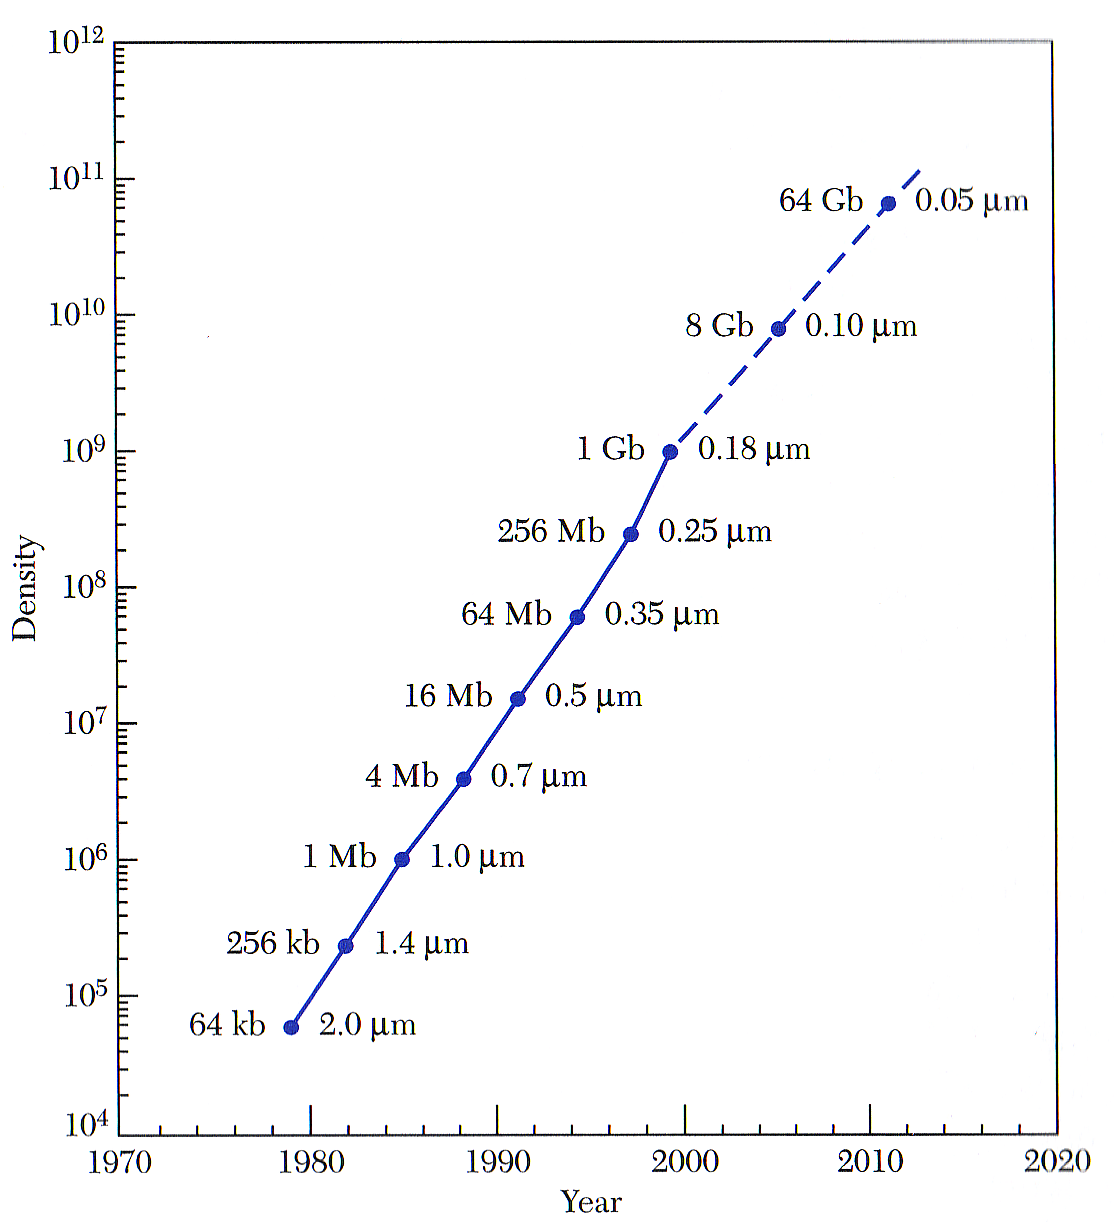 10¹²
10¹¹
64 Gb 0.05 μm
10¹⁰
8 Gb 0.10 μm
10⁹
1 Gb 0.18 μm
256 Mb 0.25 μm
10⁸
64 Mb 0.35 μm
16 Mb 0.5 μm
10⁷
4 Mb 0.7 μm
10⁶
1 Mb 1.0 μm
256 kb 1.4 μm
10⁵
64 kb 2.0 μm
10⁴
Density
1970 1980 1990 2000 2010 2020
Year